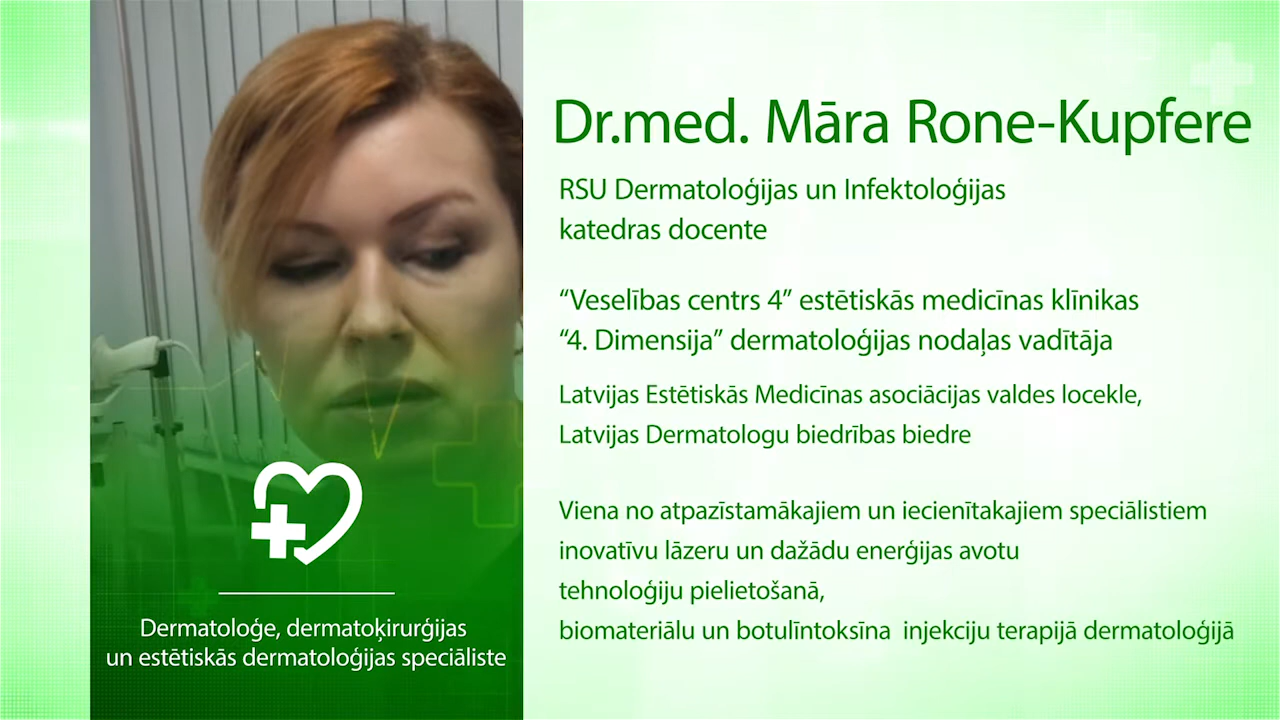 Dr.med. Māra Rone-Kupfere
RSU Dermatoloģijas un Infektoloģijas
katedras docente
“Veselības centrs 4” estētiskās medicīnas klīnikas
“4. Dimensija” dermatoloģijas nodaļas vadītāja
Latvijas Estētiskās Medicīnas asociācijas valdes locekle,
Latvijas Dermatologu biedrības biedre
Viena no atpazīstamākajiem un iecienītakajiem speciālistiem
inovatīvu lāzeru un dažādu enerģijas avotu
tehnoloģiju pielietošanā,
biomateriālu un botulīntoksīna  injekciju terapijā dermatoloģijā
Dermatoloģe, dermatoķirurģijas
un estētiskās dermatoloģijas speciāliste